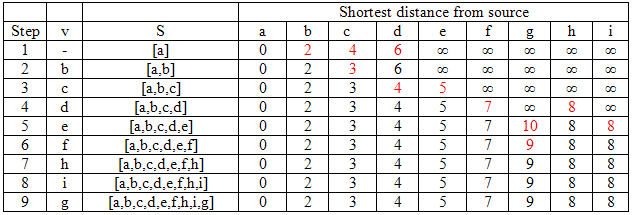 Shortest distance from source
Step v S a b c d e f g h i
1 - [a] 0 2 4 6 ∞ ∞ ∞ ∞ ∞
2 b [a,b] 0 2 3 6 ∞ ∞ ∞ ∞ ∞
3 c [a,b,c] 0 2 3 4 5 ∞ ∞ ∞ ∞
4 d [a,b,c,d] 0 2 3 4 5 7 ∞ 8 ∞
5 e [a,b,c,d,e] 0 2 3 4 5 7 10 8 8
6 f [a,b,c,d,e,f] 0 2 3 4 5 7 9 8 8
7 h [a,b,c,d,e,f,h] 0 2 3 4 5 7 9 8 8
8 i [a,b,c,d,e,f,h,i] 0 2 3 4 5 7 9 8 8
9 g [a,b,c,d,e,f,h,i,g] 0 2 3 4 5 7 9 8 8